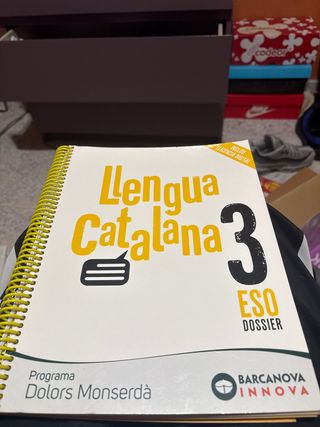 Llengua
Catalana
3
ESO
DOSSIER
Programa
Dolors Monserdà
BARCANOVA
INNOVA